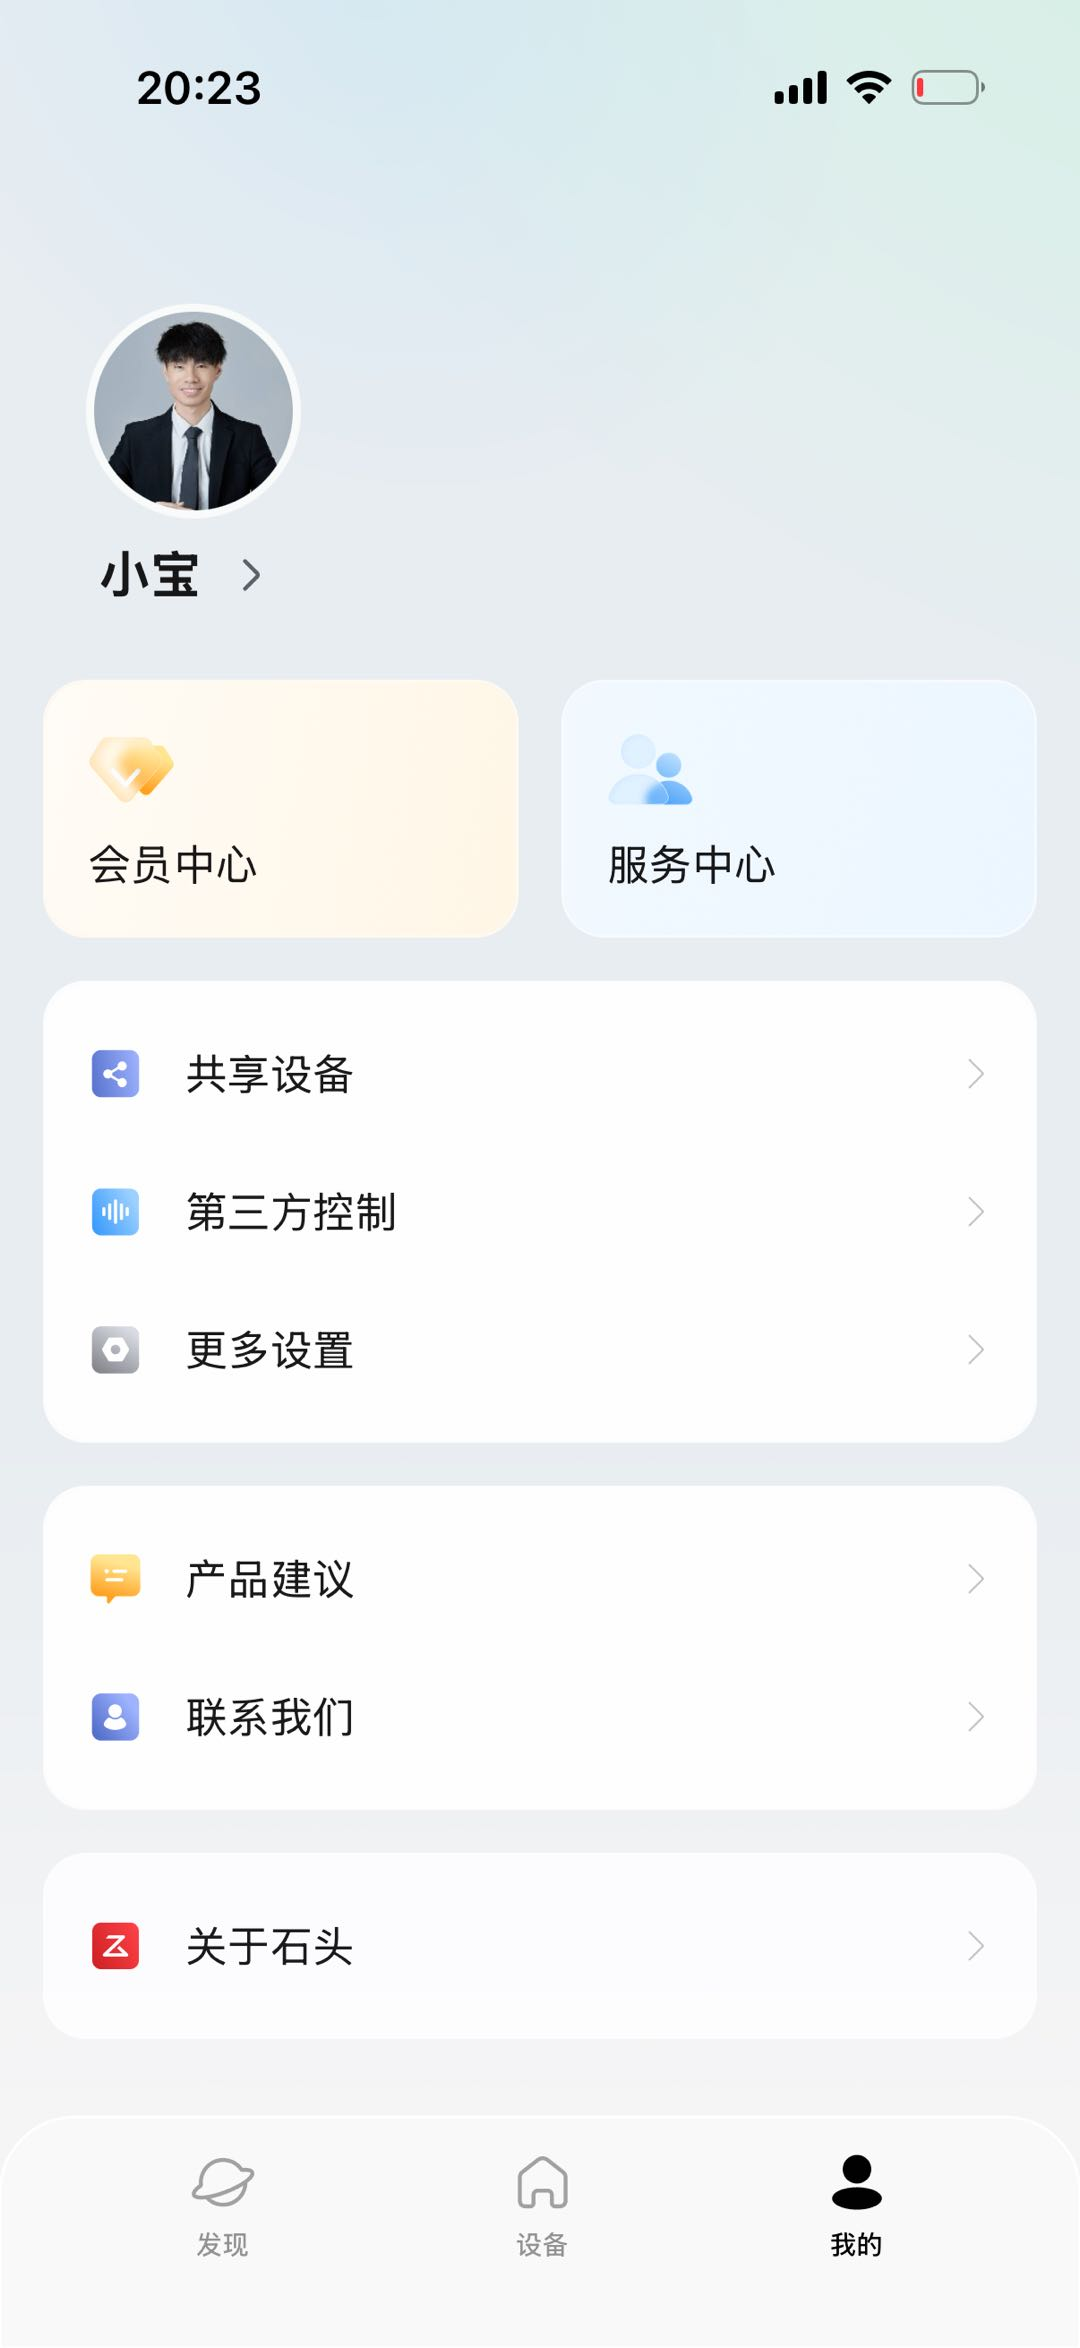 20:23
小宝
会员中心
服务中心
共享设备
第三方控制
更多设置
产品建议
联系我们
关于石头
发现
设备
我的